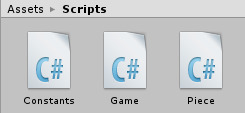 Assets ▸ Scripts
C# C# C#
Constants Game Piece